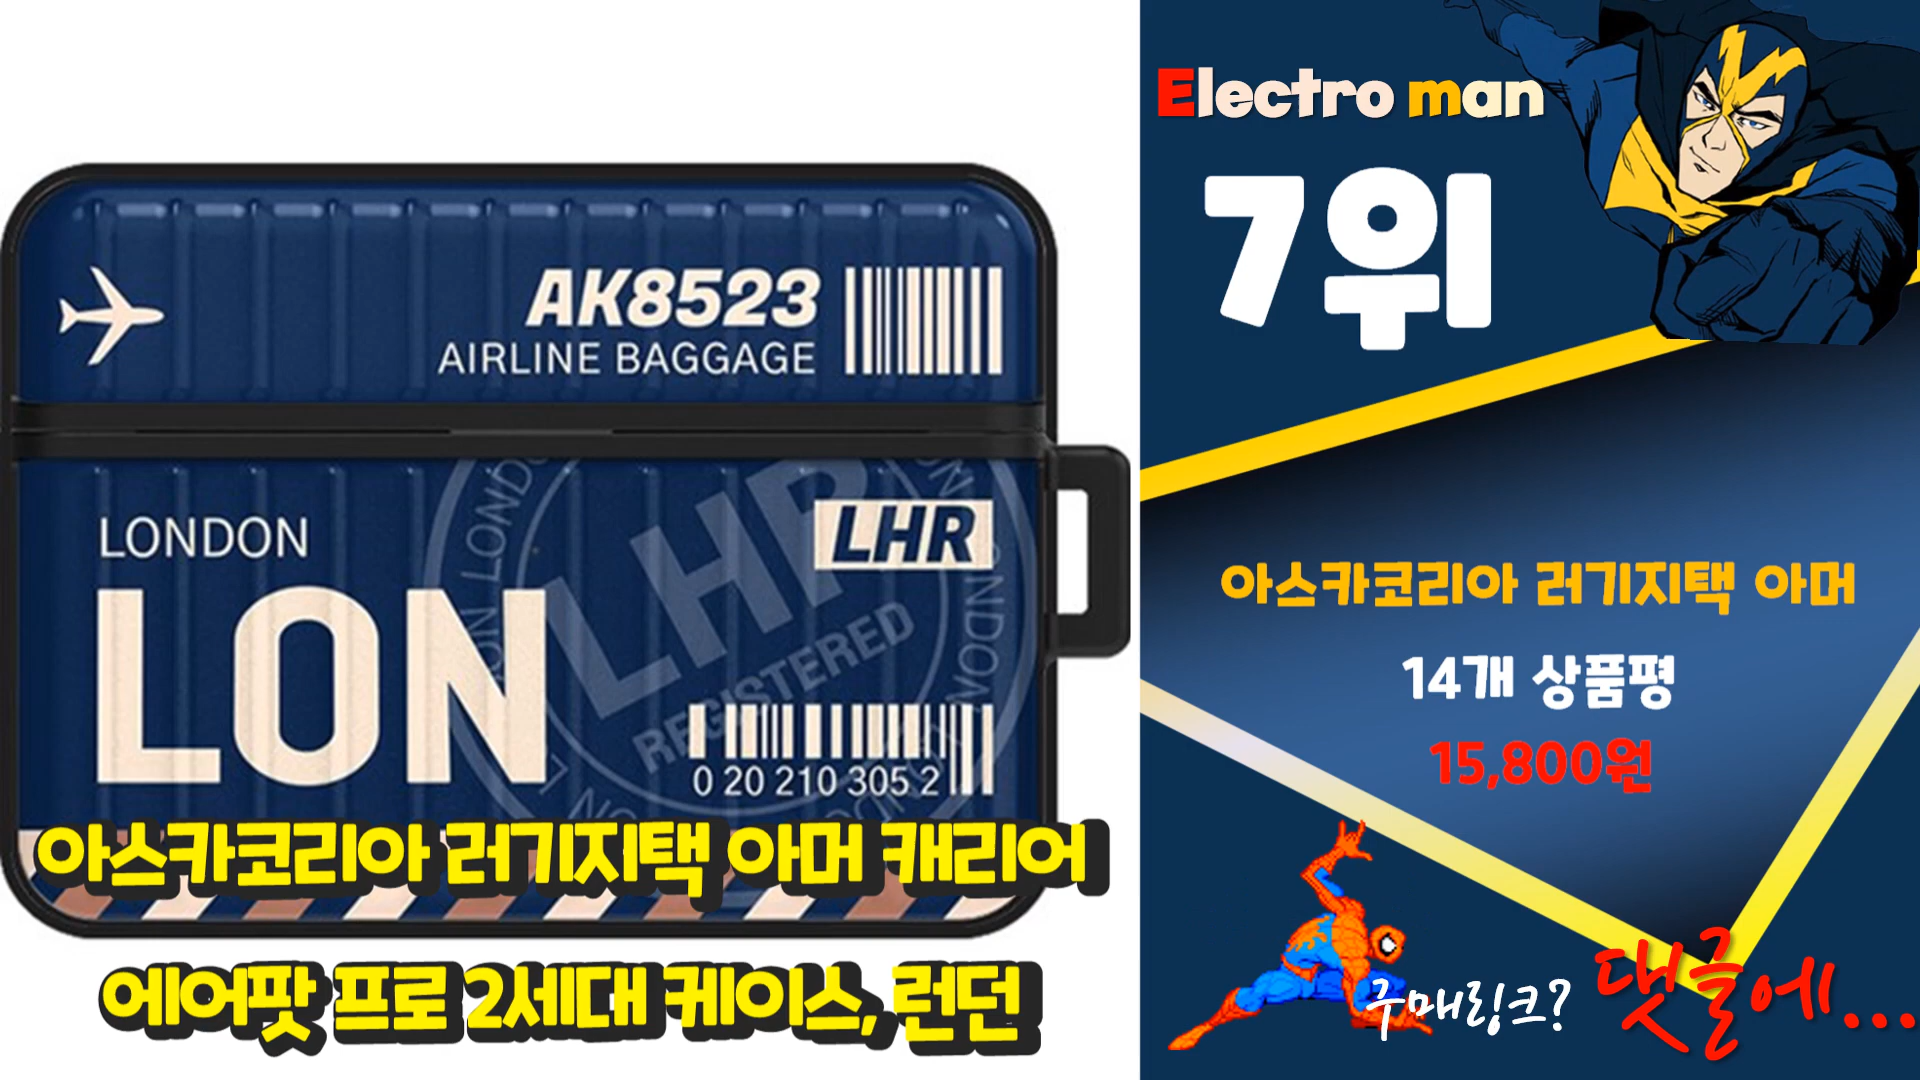 AK8523
AIRLINE BAGGAGE
LONDON
LHR
LON
LHR
REGISTERED
0 20 210 305 2
아스카코리아 러기지택 아머 캐리어
에어팟 프로 2세대 케이스, 런던
Electro man
7위
아스카코리아 러기지택 아머
14개 상품평
15,800원
구매링크? 댓글에...